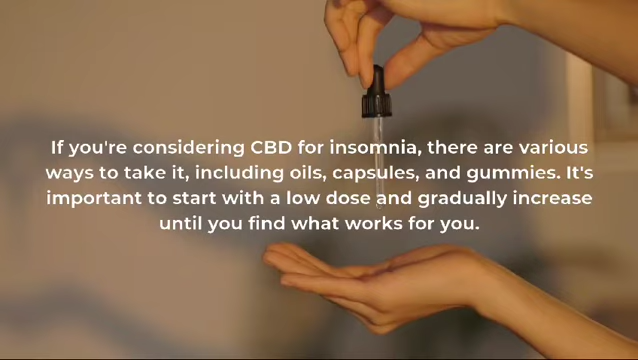 If you're considering CBD for insomnia, there are various
ways to take it, including oils, capsules, and gummies. It's
important to start with a low dose and gradually increase
until you find what works for you.